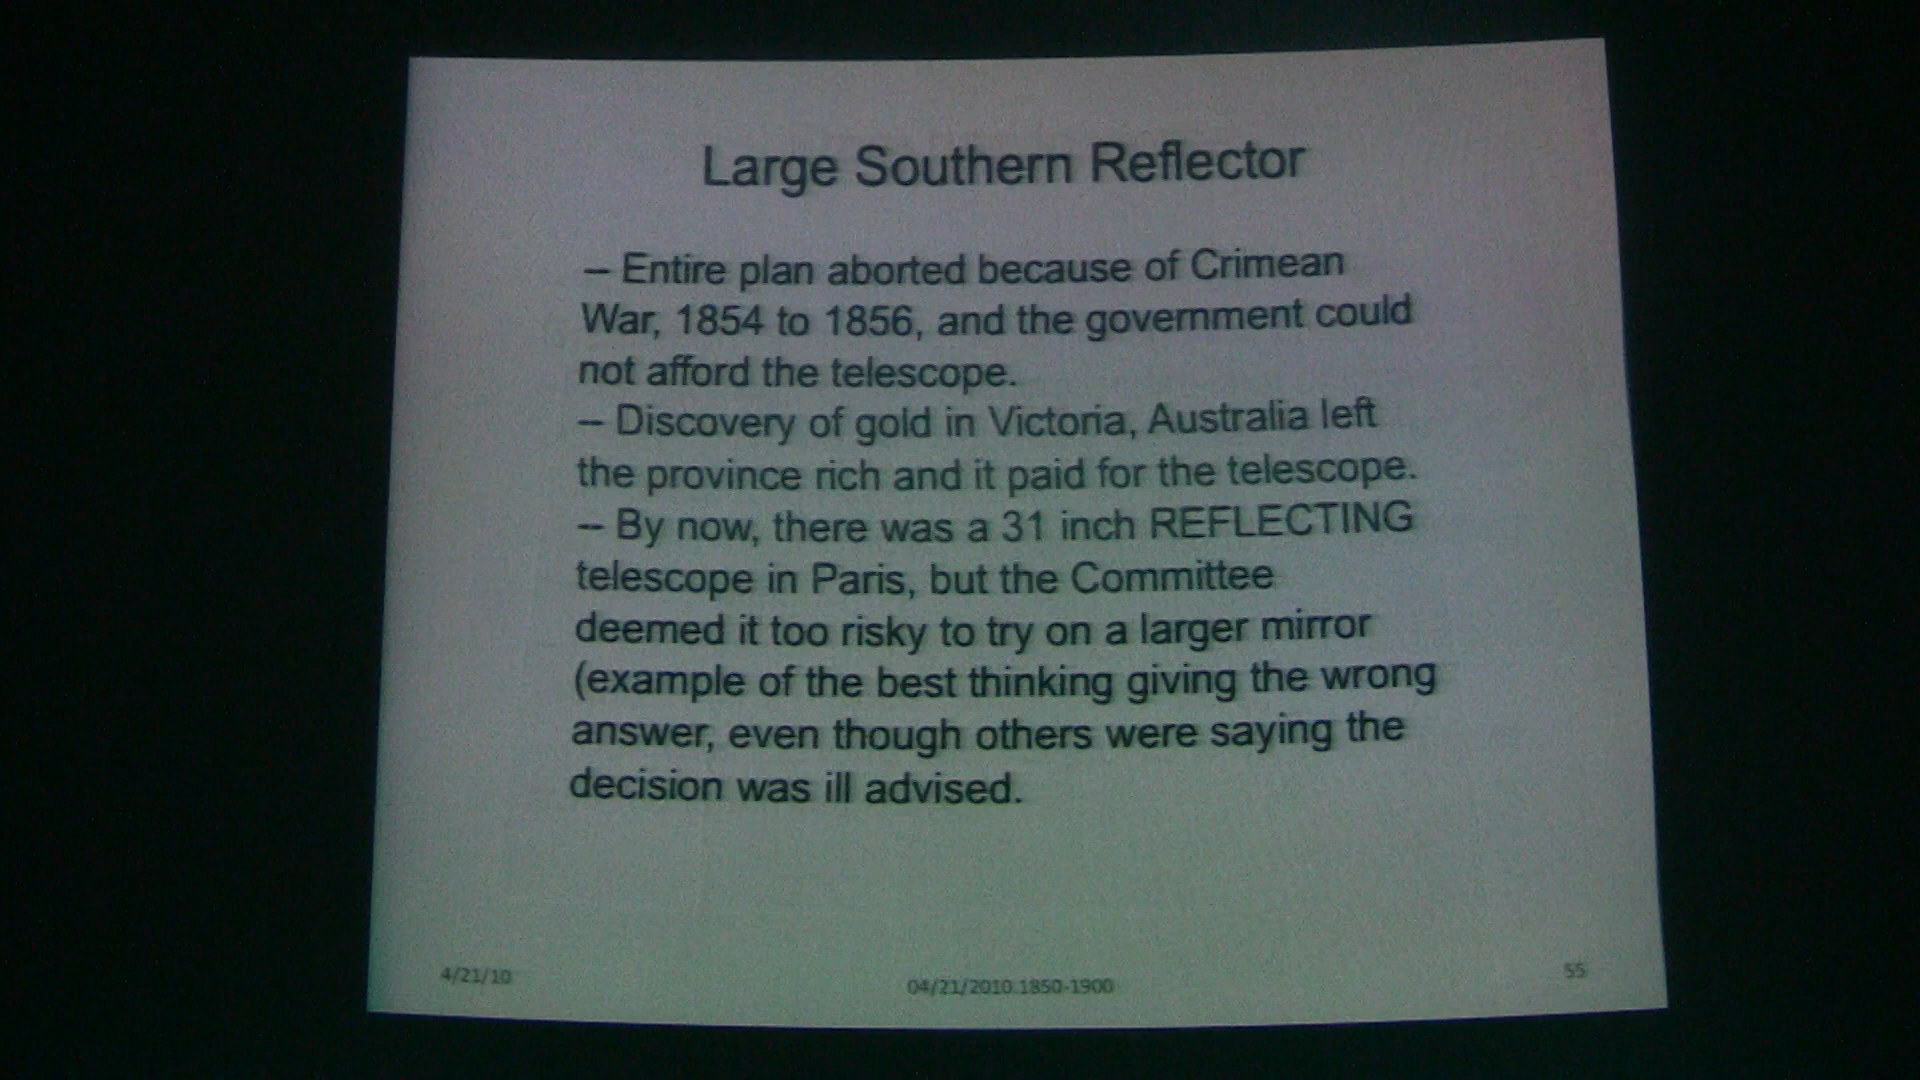 Large Southern Reflector
– Entire plan aborted because of Crimean
War, 1854 to 1856, and the government could
not afford the telescope.
– Discovery of gold in Victoria, Australia left
the province rich and it paid for the telescope.
– By now, there was a 31 inch REFLECTING
telescope in Paris, but the Committee
deemed it too risky to try on a larger mirror
(example of the best thinking giving the wrong
answer, even though others were saying the
decision was ill advised.
4/21/10
04/21/2010.1850-1900
55